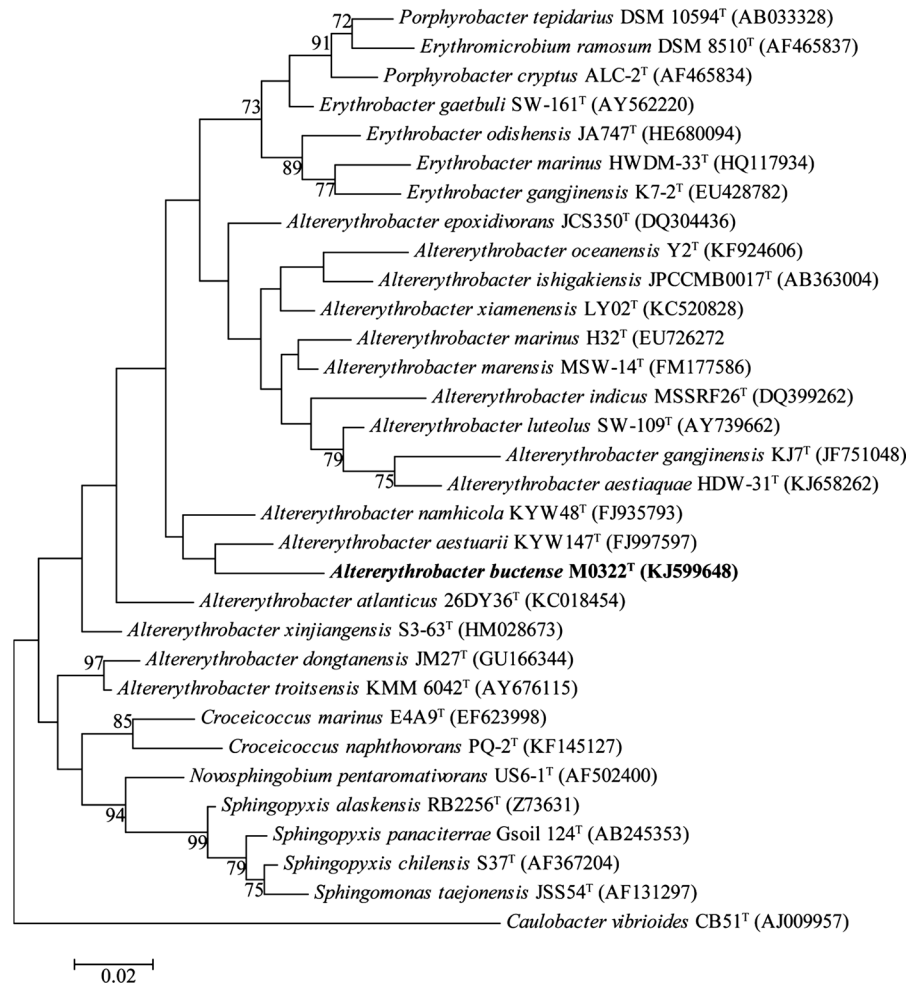 72
Porphyrobacter tepidarius DSM 10594ᵀ (AB033328)
91
Erythromicrobium ramosum DSM 8510ᵀ (AF465837)
Porphyrobacter cryptus ALC-2ᵀ (AF465834)
73
Erythrobacter gaetbuli SW-161ᵀ (AY562220)
Erythrobacter odishensis JA747ᵀ (HE680094)
89
Erythrobacter marinus HWDM-33ᵀ (HQ117934)
77
Erythrobacter gangjinensis K7-2ᵀ (EU428782)
Altererythrobacter epoxidivorans JCS350ᵀ (DQ304436)
Altererythrobacter oceanensis Y2ᵀ (KF924606)
Altererythrobacter ishigakiensis JPCCMB0017ᵀ (AB363004)
Altererythrobacter xiamenensis LY02ᵀ (KC520828)
Altererythrobacter marinus H32ᵀ (EU726272
Altererythrobacter marensis MSW-14ᵀ (FM177586)
Altererythrobacter indicus MSSRF26ᵀ (DQ399262)
Altererythrobacter luteolus SW-109ᵀ (AY739662)
79
Altererythrobacter gangjinensis KJ7ᵀ (JF751048)
75
Altererythrobacter aestiaquae HDW-31ᵀ (KJ658262)
Altererythrobacter namhicola KYW48ᵀ (FJ935793)
Altererythrobacter aestuarii KYW147ᵀ (FJ997597)
Altererythrobacter buctense M0322ᵀ (KJ599648)
Altererythrobacter atlanticus 26DY36ᵀ (KC018454)
Altererythrobacter xinjiangensis S3-63ᵀ (HM028673)
97
Altererythrobacter dongtanensis JM27ᵀ (GU166344)
Altererythrobacter troitsensis KMM 6042ᵀ (AY676115)
85
Croceicoccus marinus E4A9ᵀ (EF623998)
Croceicoccus naphthovorans PQ-2ᵀ (KF145127)
Novosphingobium pentaromativorans US6-1ᵀ (AF502400)
94
Sphingopyxis alaskensis RB2256ᵀ (Z73631)
99
Sphingopyxis panaciterrae Gsoil 124ᵀ (AB245353)
79
Sphingopyxis chilensis S37ᵀ (AF367204)
75
Sphingomonas taejonensis JSS54ᵀ (AF131297)
Caulobacter vibrioides CB51ᵀ (AJ009957)
0.02